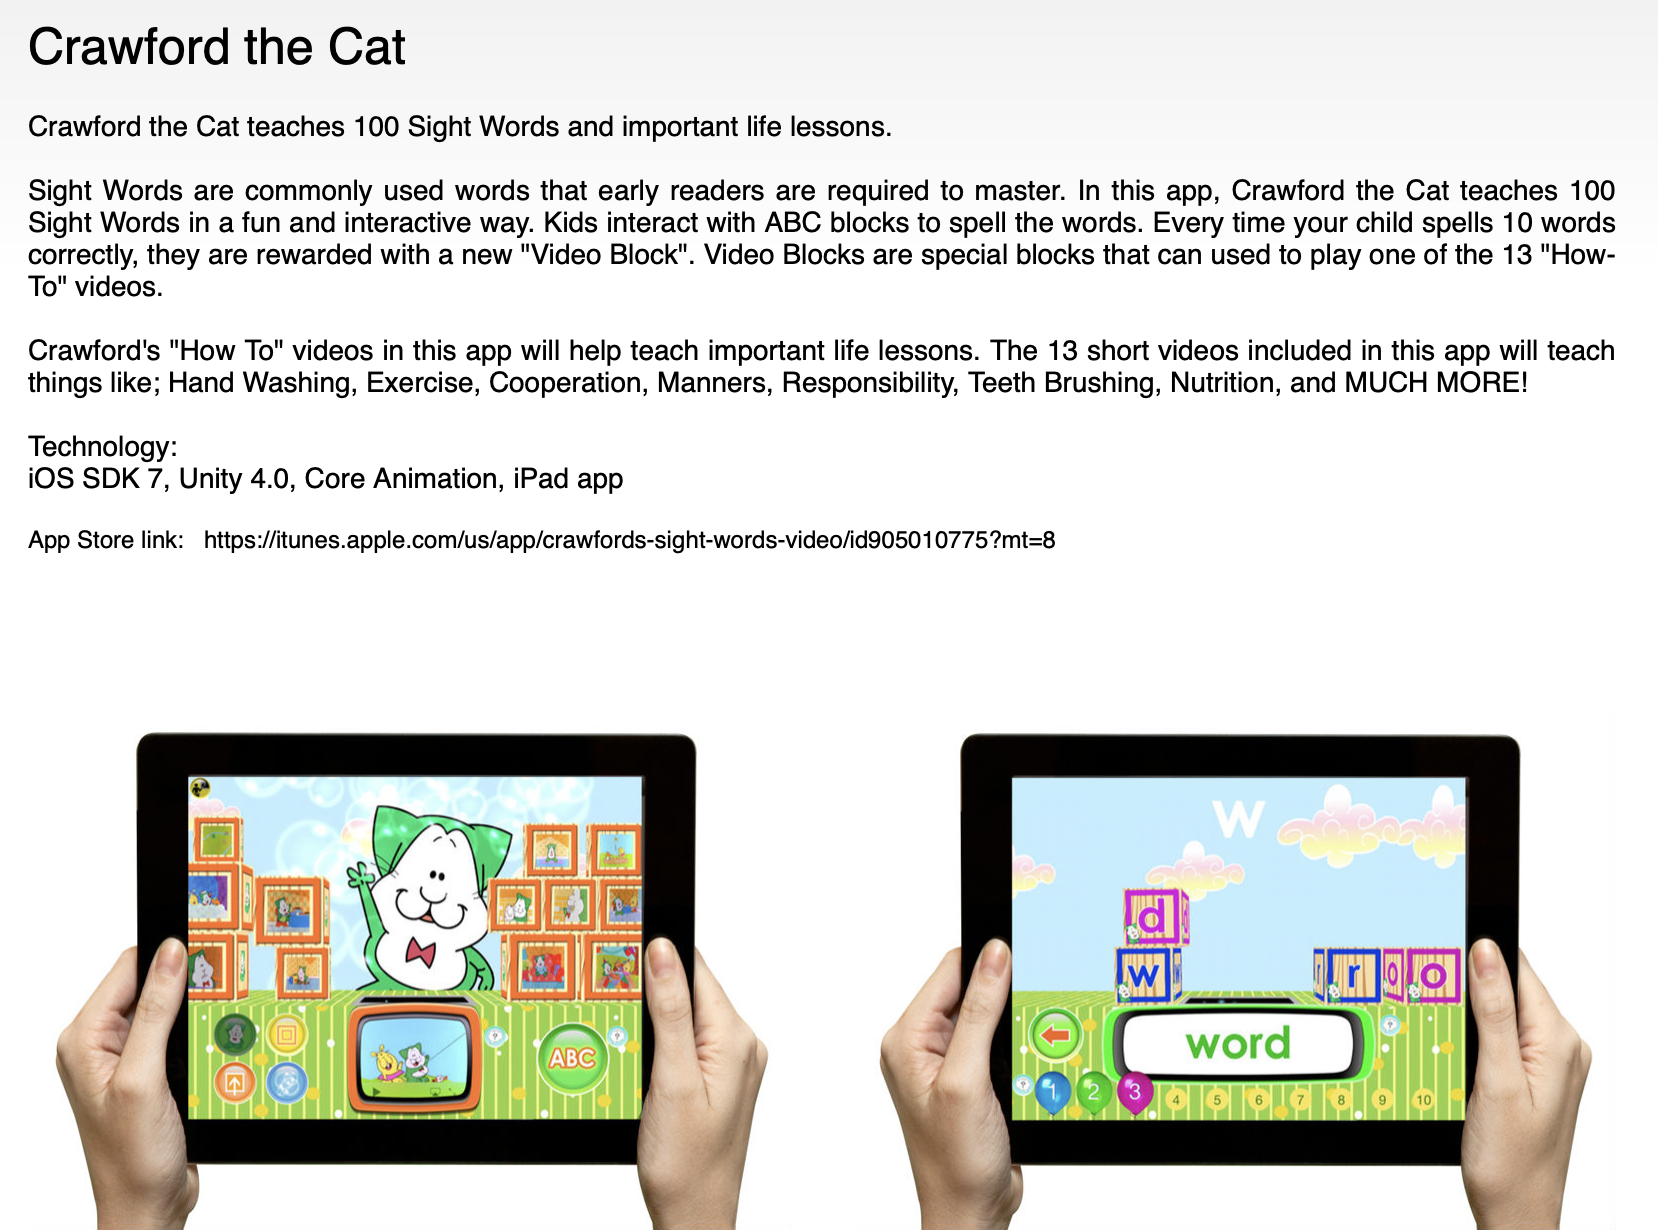 Crawford the Cat
Crawford the Cat teaches 100 Sight Words and important life lessons.
Sight Words are commonly used words that early readers are required to master. In this app, Crawford the Cat teaches 100
Sight Words in a fun and interactive way. Kids interact with ABC blocks to spell the words. Every time your child spells 10 words
correctly, they are rewarded with a new "Video Block". Video Blocks are special blocks that can used to play one of the 13 "How-
To" videos.
Crawford's "How To" videos in this app will help teach important life lessons. The 13 short videos included in this app will teach
things like; Hand Washing, Exercise, Cooperation, Manners, Responsibility, Teeth Brushing, Nutrition, and MUCH MORE!
Technology:
iOS SDK 7, Unity 4.0, Core Animation, iPad app
App Store link: https://itunes.apple.com/us/app/crawfords-sight-words-video/id905010775?mt=8
? ABC ?
w
d
w r o o
word ?
? 1 2 3 4 5 6 7 8 9 10